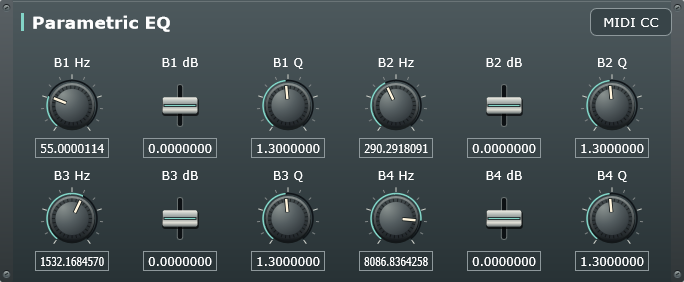 Parametric EQ
MIDI CC
B1 Hz B1 dB B1 Q B2 Hz B2 dB B2 Q
55.0000114 0.0000000 1.3000000 290.2918091 0.0000000 1.3000000
B3 Hz B3 dB B3 Q B4 Hz B4 dB B4 Q
1532.1684570 0.0000000 1.3000000 8086.8364258 0.0000000 1.3000000